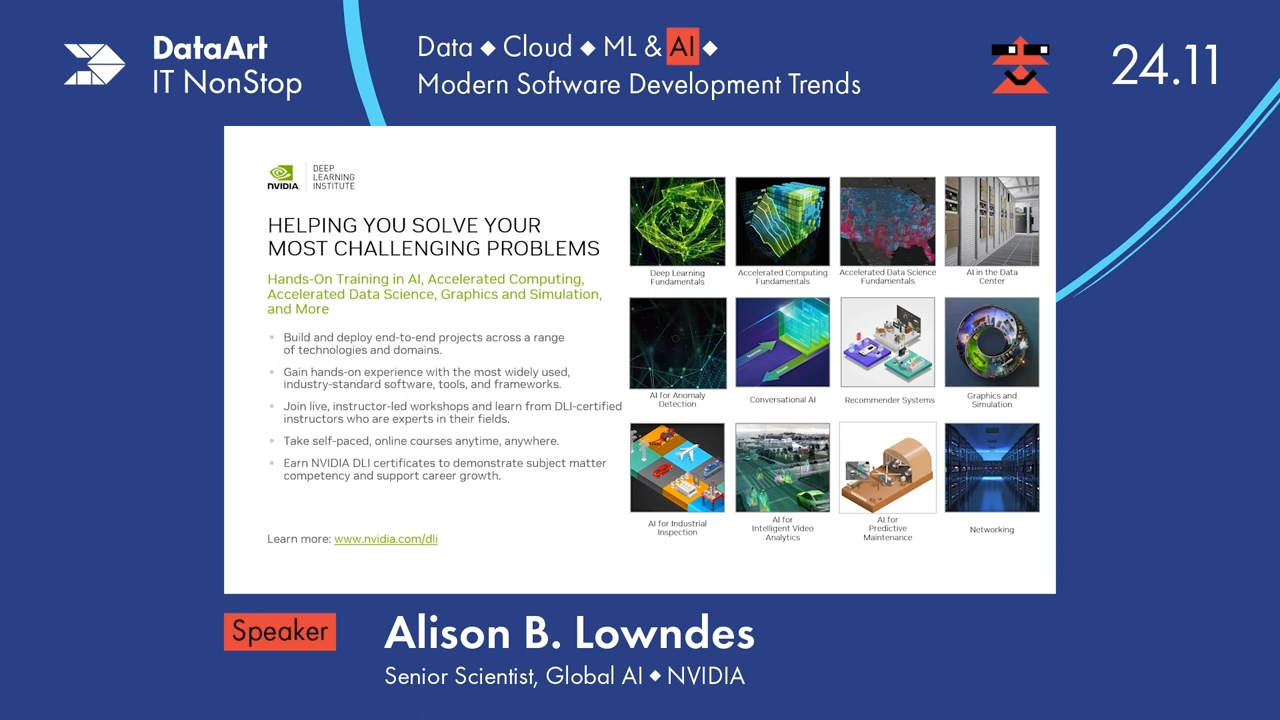 DataArt
IT NonStop
Data ◆ Cloud ◆ ML & AI ◆
Modern Software Development Trends
24.11
NVIDIA.
DEEP
LEARNING
INSTITUTE
HELPING YOU SOLVE YOUR
MOST CHALLENGING PROBLEMS
Hands-On Training in AI, Accelerated Computing,
Accelerated Data Science, Graphics and Simulation,
and More
• Build and deploy end-to-end projects across a range
of technologies and domains.
• Gain hands-on experience with the most widely used,
industry-standard software, tools, and frameworks.
• Join live, instructor-led workshops and learn from DLI-certified
instructors who are experts in their fields.
• Take self-paced, online courses anytime, anywhere.
• Earn NVIDIA DLI certificates to demonstrate subject matter
competency and support career growth.
Learn more: www.nvidia.com/dli
Deep Learning
Fundamentals
Accelerated Computing
Fundamentals
Accelerated Data Science
Fundamentals
AI in the Data
Center
AI for Anomaly
Detection
Conversational AI
Recommender Systems
Graphics and
Simulation
AI for Industrial
Inspection
AI for
Intelligent Video
Analytics
AI for
Predictive
Maintenance
Networking
Speaker
Alison B. Lowndes
Senior Scientist, Global AI ◆ NVIDIA